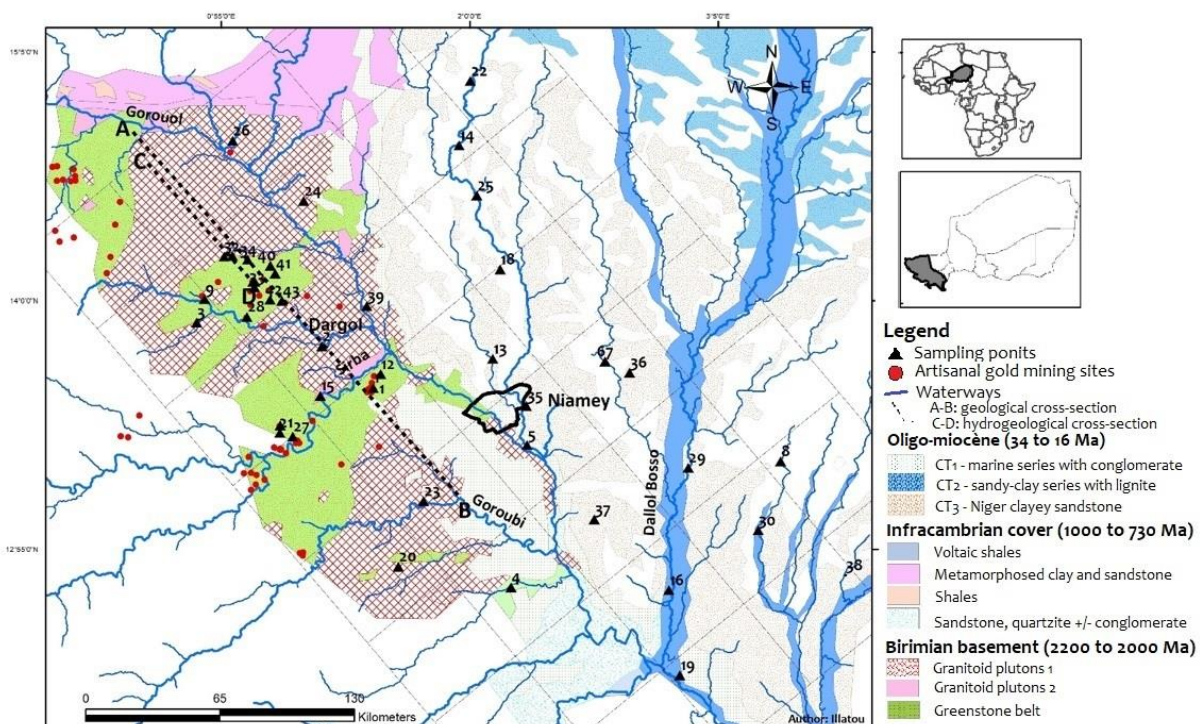 0°55'0"E
2°0'0"E
3°5'0"E
15°5'0"N
14°0'0"N
12°55'0"N
N
W
E
S
22
14
25
18
13
26
24
Gorouol
A
C
40
41
9
3
D
28
43
39
Dargol
12
1
15
21
27
67
36
35
Niamey
5
23
B
Goroubi
20
4
37
29
8
30
Dallol Bosso
16
38
19
0
65
130
Kilometers
Author: Illatou
Legend
Sampling ponits
Artisanal gold mining sites
Waterways
A-B: geological cross-section
C-D: hydrogeological cross-section
Oligo-miocène (34 to 16 Ma)
CT1 - marine series with conglomerate
CT2 - sandy-clay series with lignite
CT3 - Niger clayey sandstone
Infracambrian cover (1000 to 730 Ma)
Voltaic shales
Metamorphosed clay and sandstone
Shales
Sandstone, quartzite +/- conglomerate
Birimian basement (2200 to 2000 Ma)
Granitoid plutons 1
Granitoid plutons 2
Greenstone belt